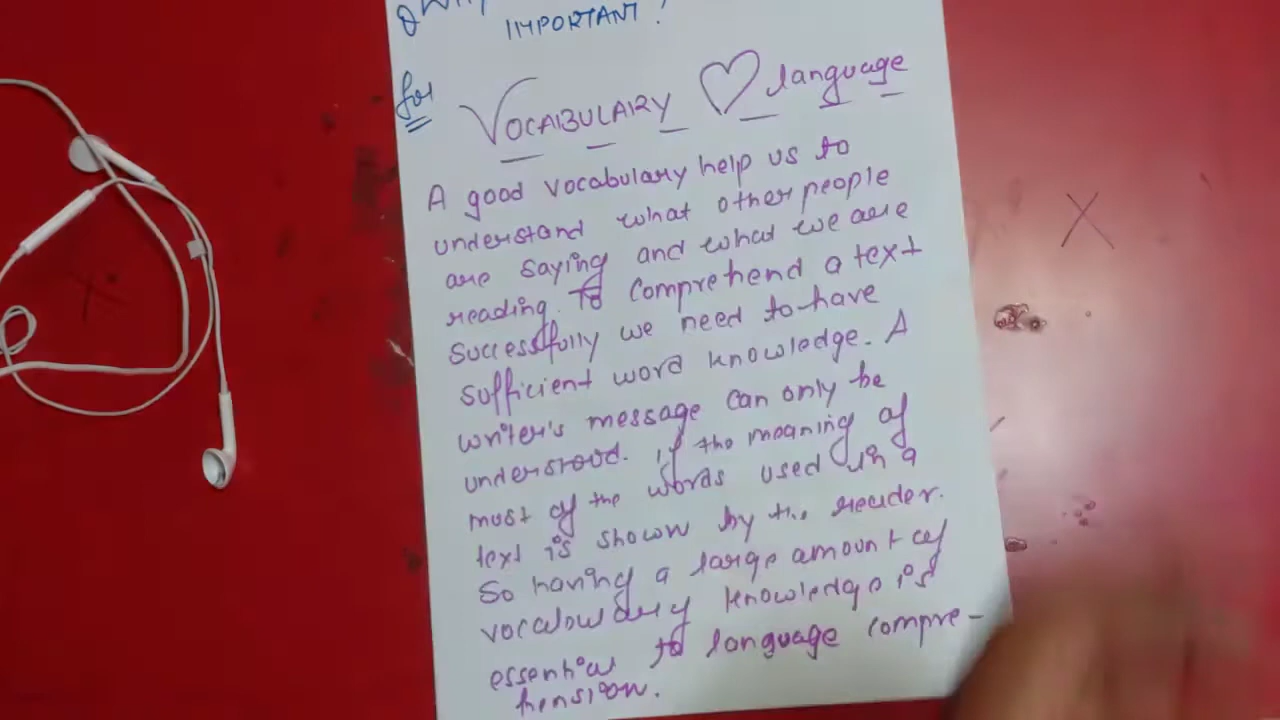 IMPORTANT?
for
VOCABULARY ♡ language
A good vocabulary help us to
understand what other people
are saying and what we are
reading. To comprehend a text
successfully we need to have
sufficient word knowledge. A
writer's message can only be
understood. if the meaning of
most of the words used in a
text is shown by the reader.
So having a large amount of
vocabulary knowledge is
essential to language compre-
hension.